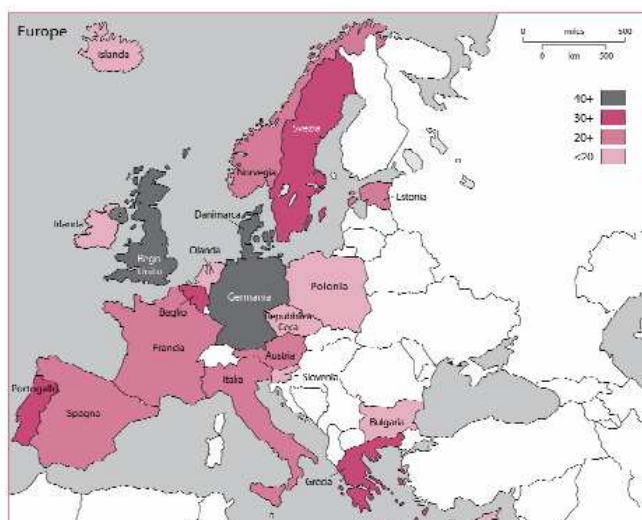 Europe
0 miles 500
0 km 500
Islanda
40+
30+
20+
<20
Svezia
Norvegia
Estonia
Danimarca
Irlanda
Olanda
Regno
Unito
Germania
Polonia
Belgio
Repubblica
Ceca
Francia
Austria
Slovenia
Portogallo
Italia
Spagna
Bulgaria
Grecia